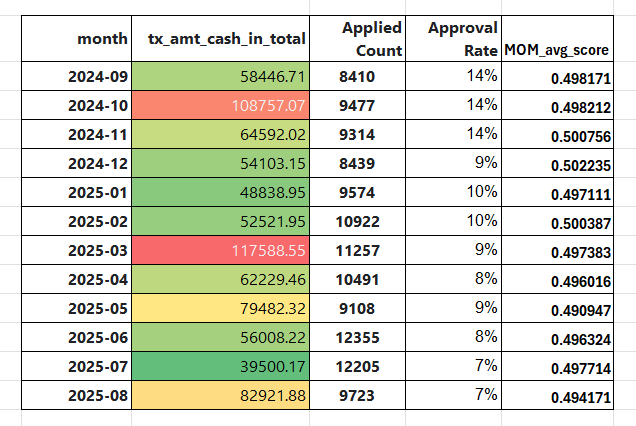 month tx_amt_cash_in_total Applied Count Approval Rate MOM_avg_score
2024-09 58446.71 8410 14% 0.498171
2024-10 108757.07 9477 14% 0.498212
2024-11 64592.02 9314 14% 0.500756
2024-12 54103.15 8439 9% 0.502235
2025-01 48838.95 9574 10% 0.497111
2025-02 52521.95 10922 10% 0.500387
2025-03 117588.55 11257 9% 0.497383
2025-04 62229.46 10491 8% 0.496016
2025-05 79482.32 9108 9% 0.490947
2025-06 56008.22 12355 8% 0.496324
2025-07 39500.17 12205 7% 0.497714
2025-08 82921.88 9723 7% 0.494171